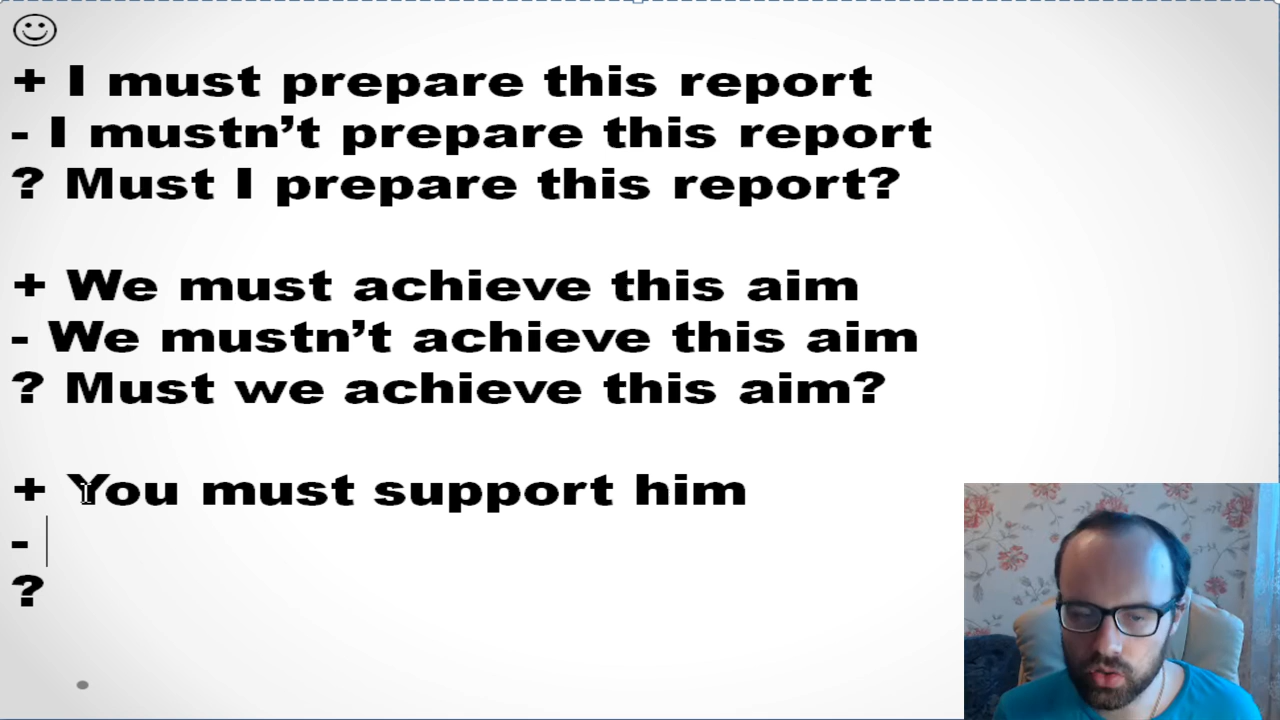 + I must prepare this report
- I mustn’t prepare this report
? Must I prepare this report?
+ We must achieve this aim
- We mustn’t achieve this aim
? Must we achieve this aim?
+ You must support him
-
?